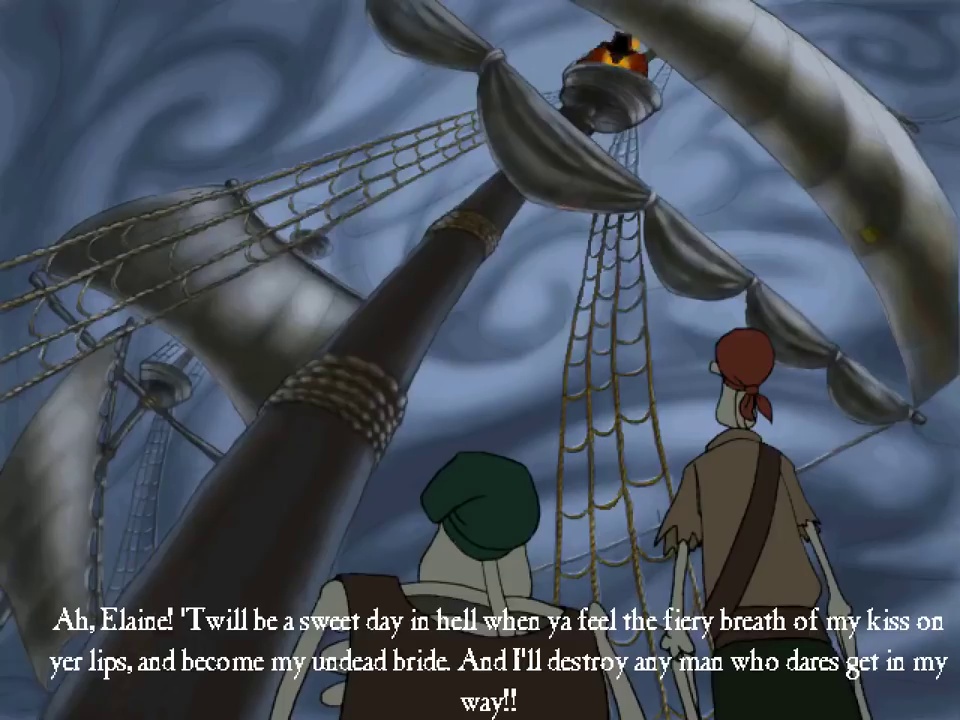 Ah, Elaine! 'Twill be a sweet day in hell when ya feel the fiery breath of my kiss on
yer lips, and become my undead bride. And I'll destroy any man who dares get in my
way!!